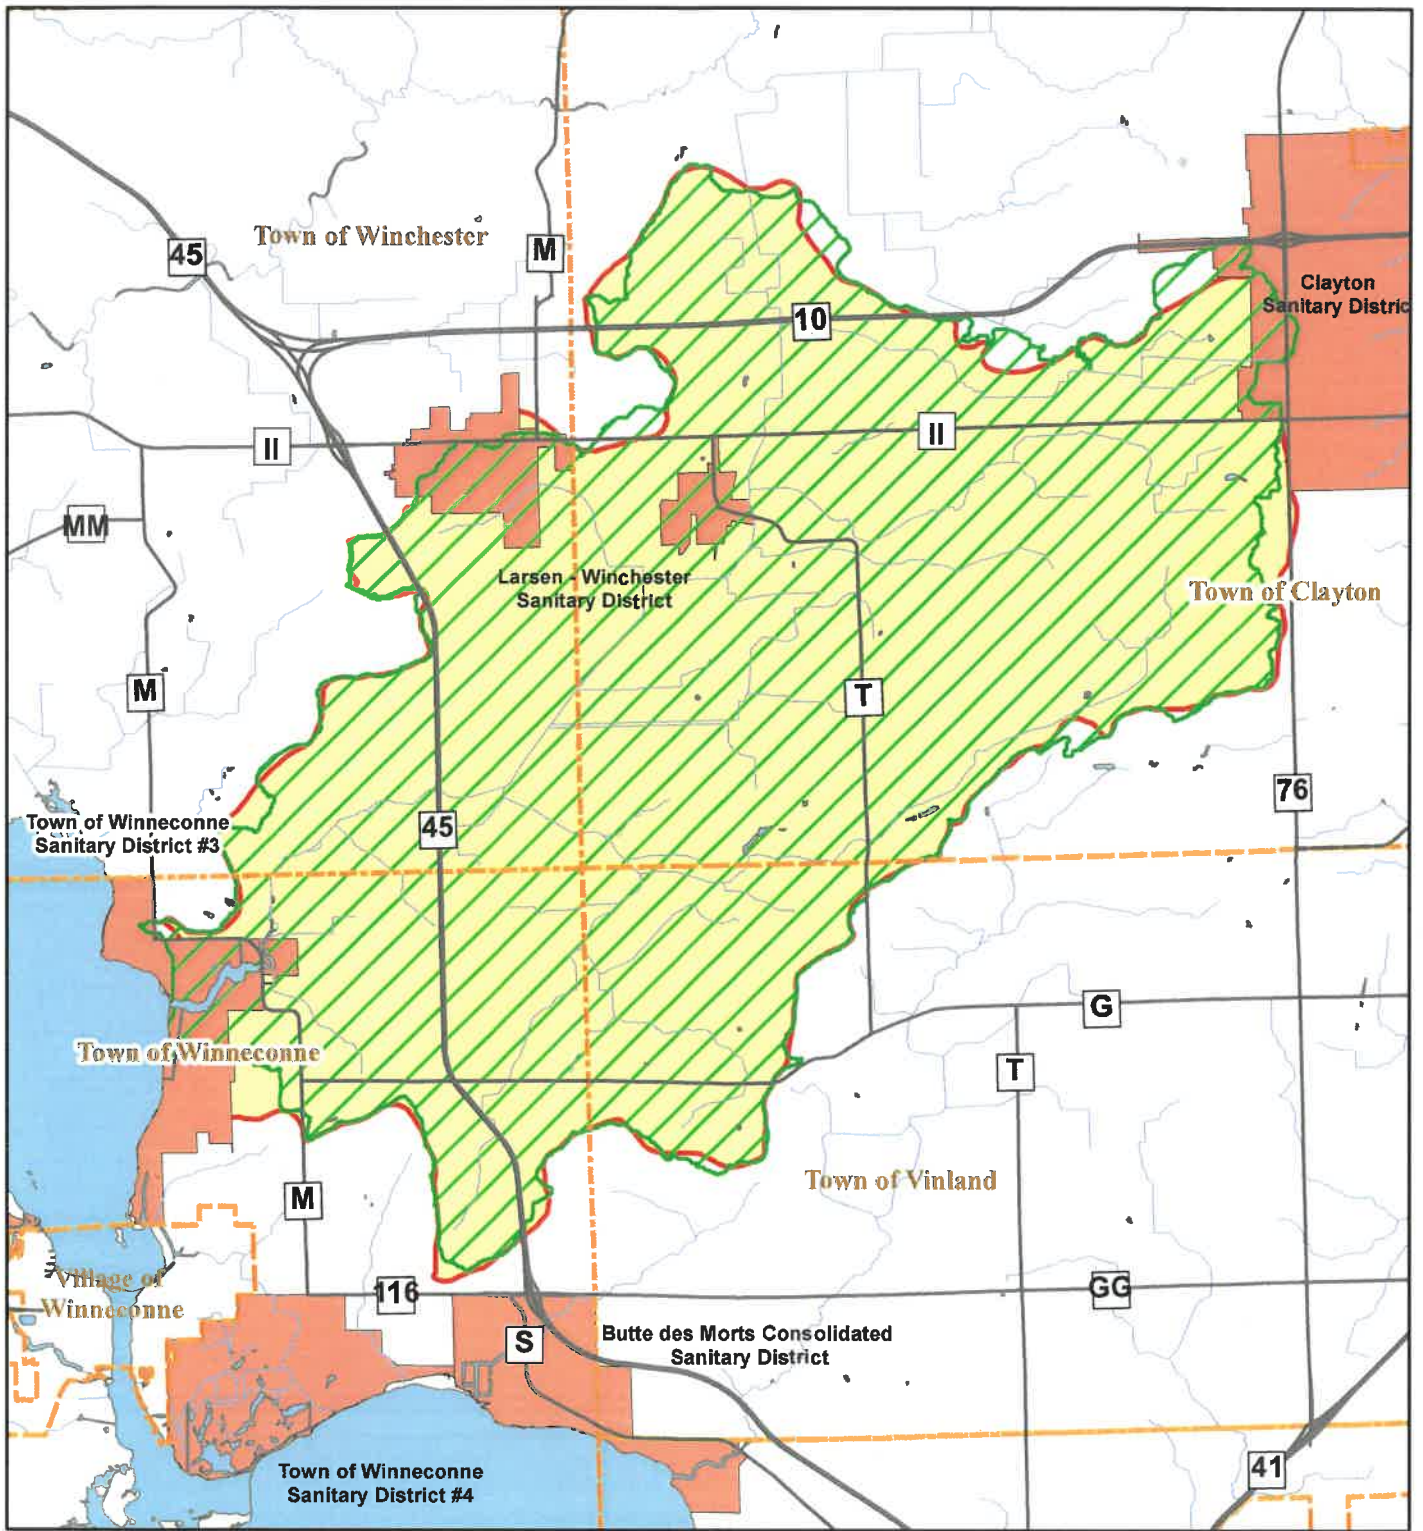 Town of Winchester
45
M
10
Clayton
Sanitary Distric
II
II
MM
Larsen - Winchester
Sanitary District
Town of Clayton
M
T
76
Town of Winneconne
Sanitary District #3
45
G
Town of Winneconne
T
Town of Vinland
M
Village of
Winneconne
116
GG
S
Butte des Morts Consolidated
Sanitary District
41
Town of Winneconne
Sanitary District #4